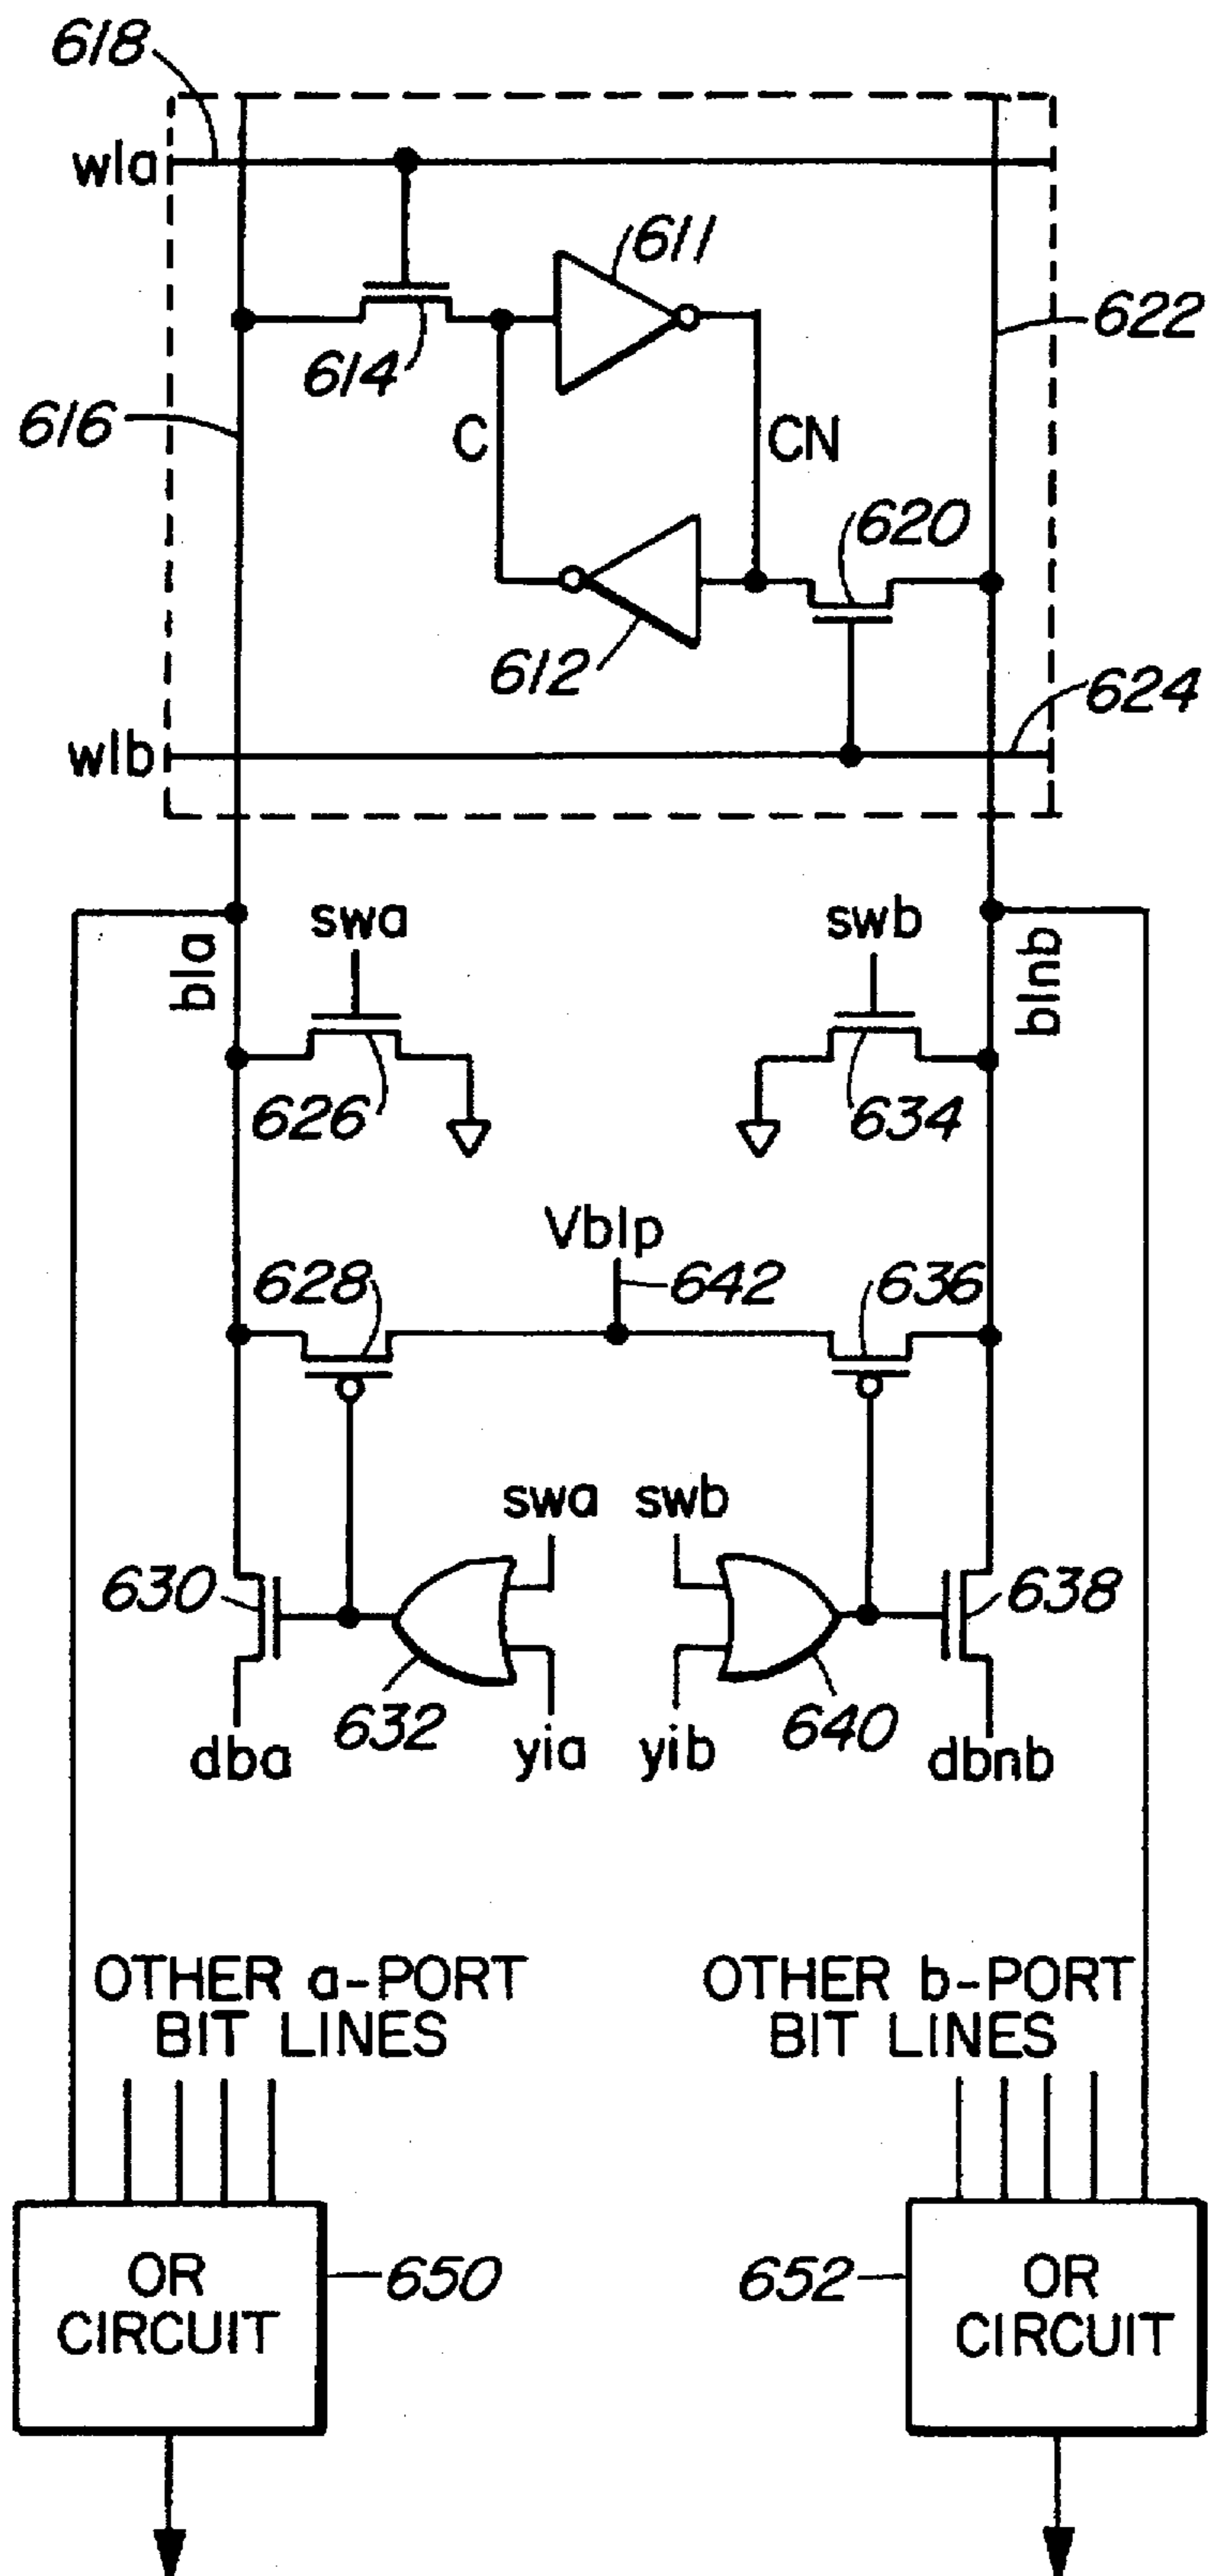 618
wla
611
622
614
616
C
CN
620
612
624
wlb
swa
swb
bla
blnb
626
634
Vblp
628
642
636
swa
swb
630
638
632
640
dba
yia
yib
dbnb
OTHER a-PORT
BIT LINES
OTHER b-PORT
BIT LINES
OR
CIRCUIT
650
652
OR
CIRCUIT